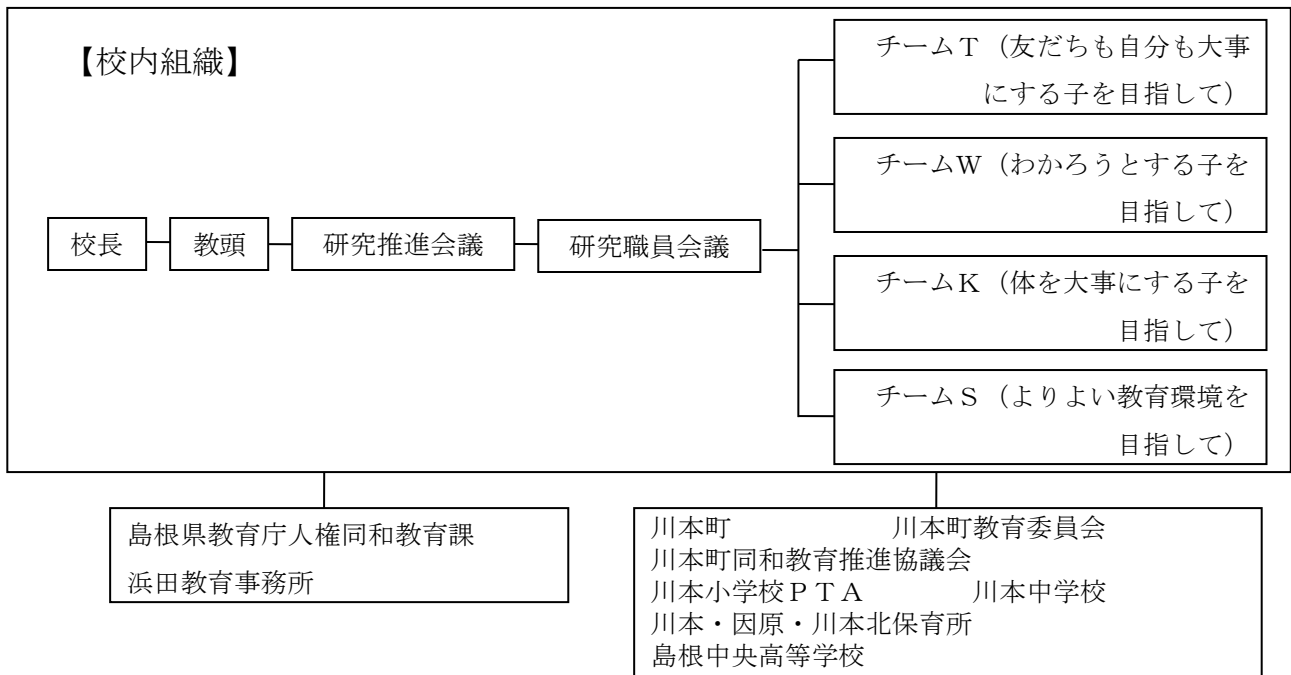 【校内組織】
校長
教頭
研究推進会議
研究職員会議
チームT（友だちも自分も大事
にする子を目指して）
チームW（わかろうとする子を
目指して）
チームK（体を大事にする子を
目指して）
チームS（よりよい教育環境を
目指して）
島根県教育庁人権同和教育課
浜田教育事務所
川本町　川本町教育委員会
川本町同和教育推進協議会
川本小学校PTA　川本中学校
川本・因原・川本北保育所
島根中央高等学校